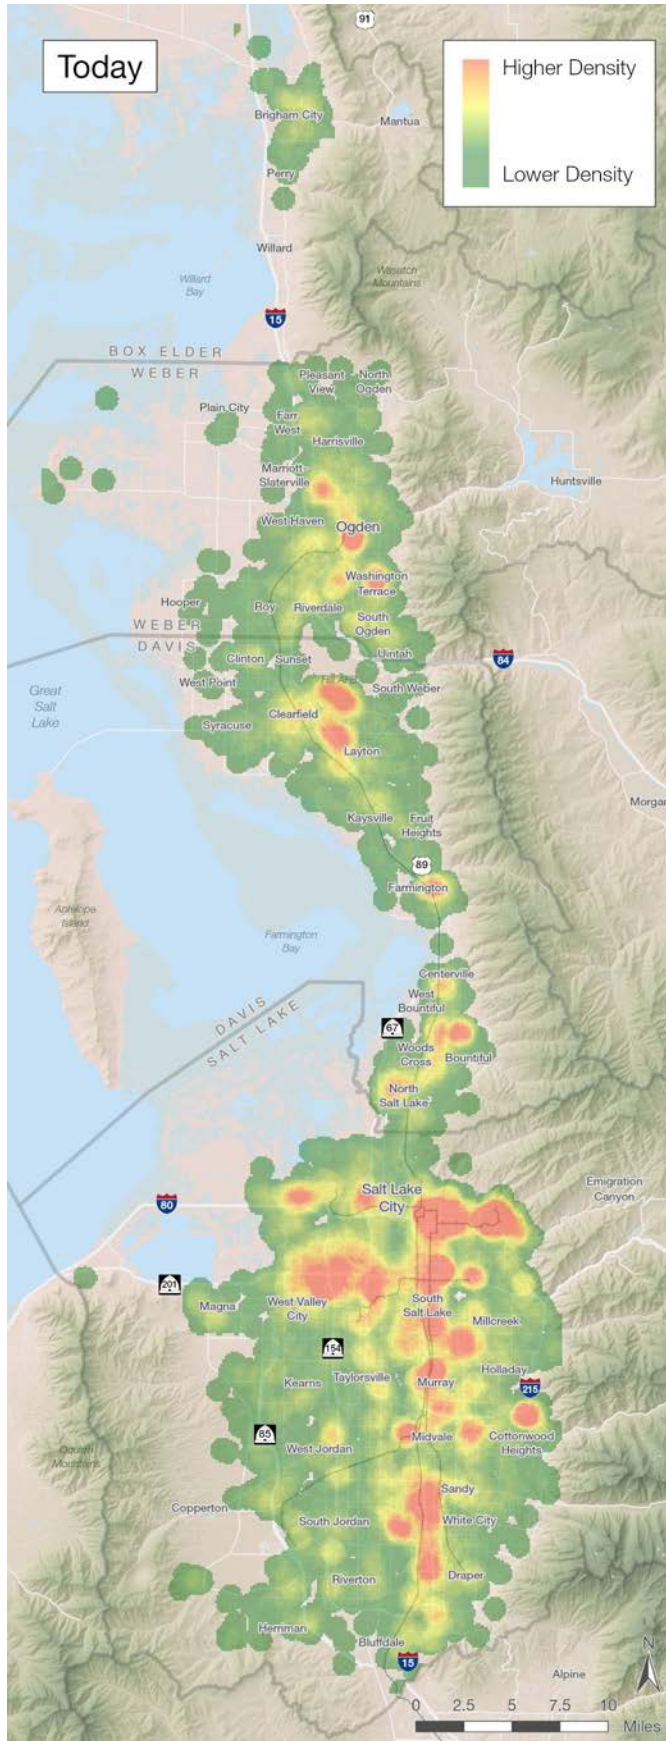 Today
91
Higher Density
Lower Density
Brigham City
Mantua
Perry
Willard
Willard
Bay
Wasatch
Mountains
15
BOX ELDER
WEBER
Pleasant
View
North
Ogden
Plain City
Farr
West
Harrisville
Marriott-
Slaterville
Huntsville
West Haven
Ogden
Washington
Terrace
Hooper
Roy
Riverdale
South
Ogden
WEBER
DAVIS
Uintah
84
Clinton
Sunset
West Point
Hill AFB
South Weber
Great
Salt
Lake
Clearfield
Syracuse
Layton
Morgan
Kaysville
Fruit
Heights
89
Farmington
Antelope
Island
Farmington
Bay
Centerville
West
Bountiful
DAVIS
SALT LAKE
67
Woods
Cross
Bountiful
North
Salt Lake
Salt Lake
City
Emigration
Canyon
80
201
Magna
West Valley
City
South
Salt Lake
Millcreek
154
Holladay
Kearns
Taylorsville
Murray
215
85
West Jordan
Midvale
Cottonwood
Heights
Oquirrh
Mountains
Sandy
Copperton
South Jordan
White City
Riverton
Draper
Herriman
Bluffdale
15
N
Alpine
0 2.5 5 7.5 10
Miles